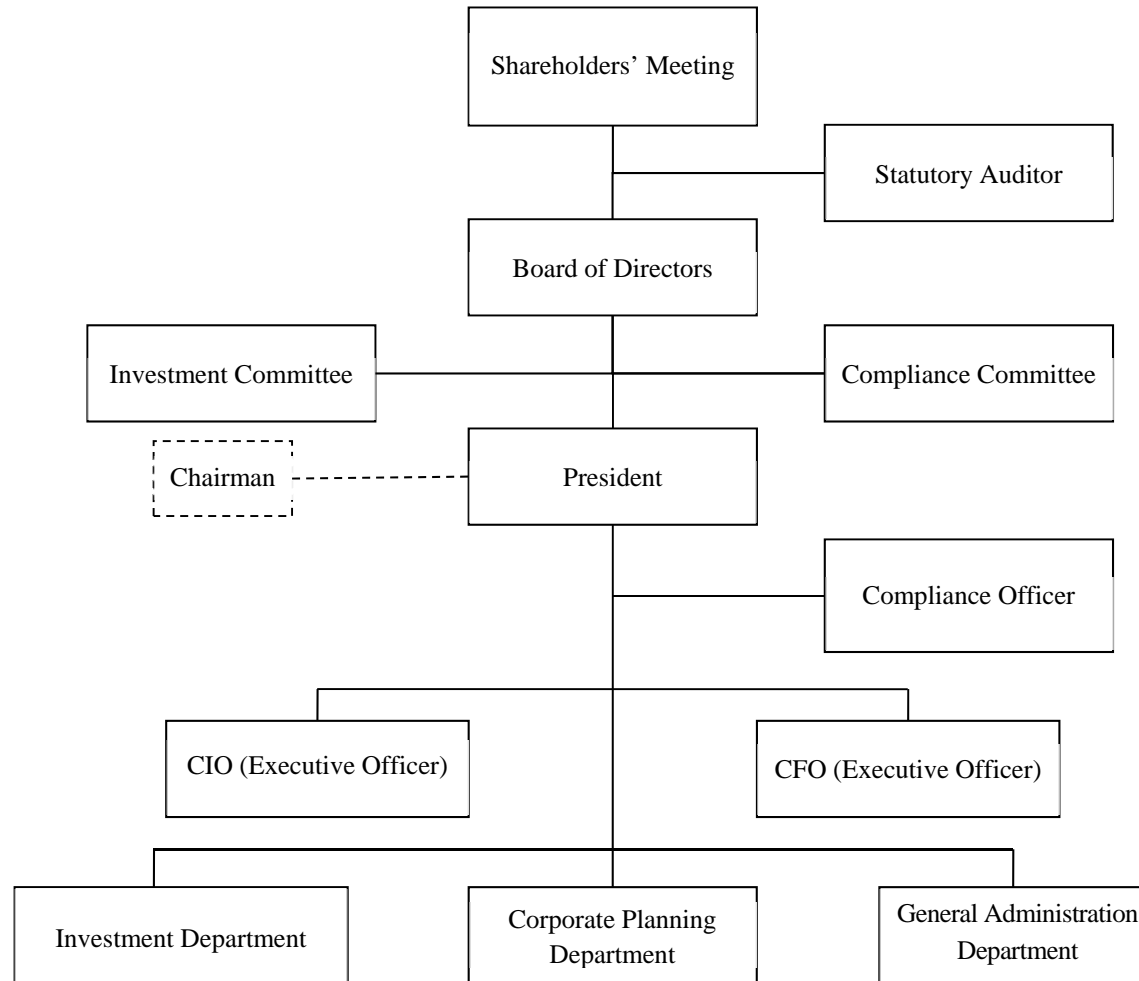 Shareholders’ Meeting
Statutory Auditor
Board of Directors
Investment Committee
Compliance Committee
Chairman
President
Compliance Officer
CIO (Executive Officer)
CFO (Executive Officer)
Investment Department
Corporate Planning
Department
General Administration
Department